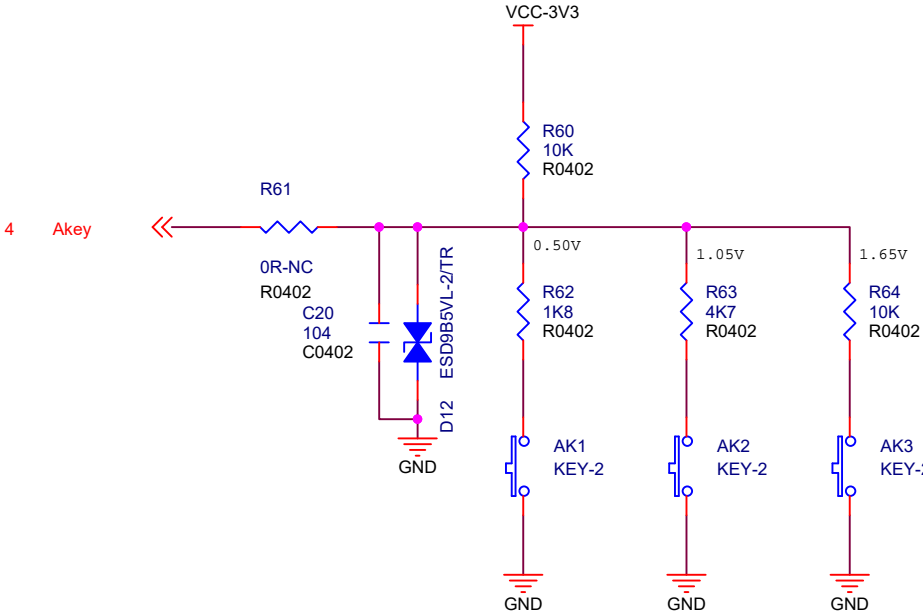 VCC-3V3
R60
10K
R0402
R61
4 Akey
0R-NC
R0402
0.50V
1.05V
1.65V
C20
104
C0402
D12 ESD9B5VL-2/TR
R62
1K8
R0402
R63
4K7
R0402
R64
10K
R0402
AK1
KEY-2
AK2
KEY-2
AK3
KEY-2
GND
GND
GND
GND